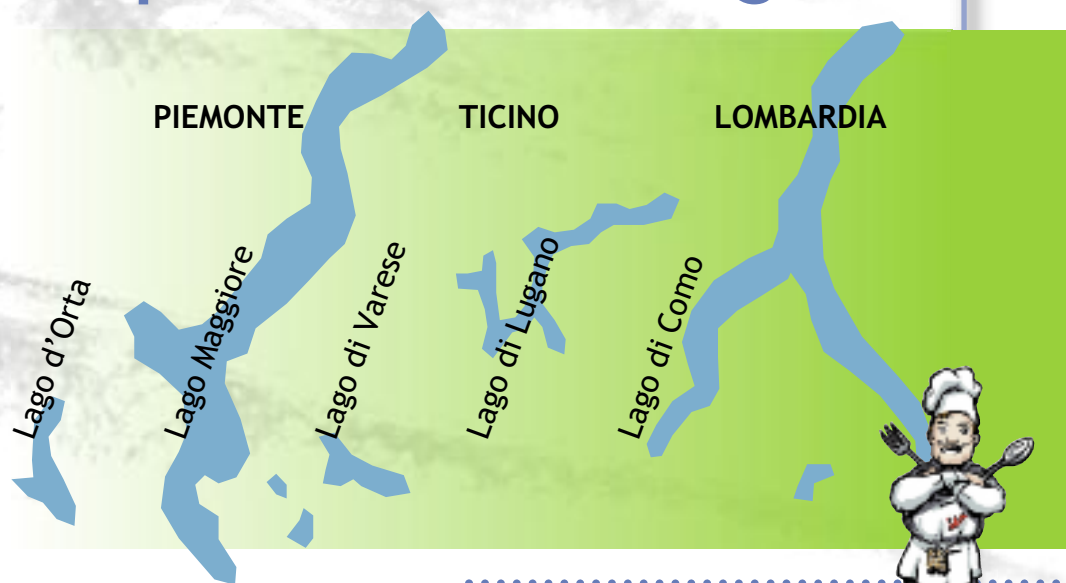 PIEMONTE TICINO LOMBARDIA
Lago d’Orta
Lago Maggiore
Lago di Varese
Lago di Lugano
Lago di Como